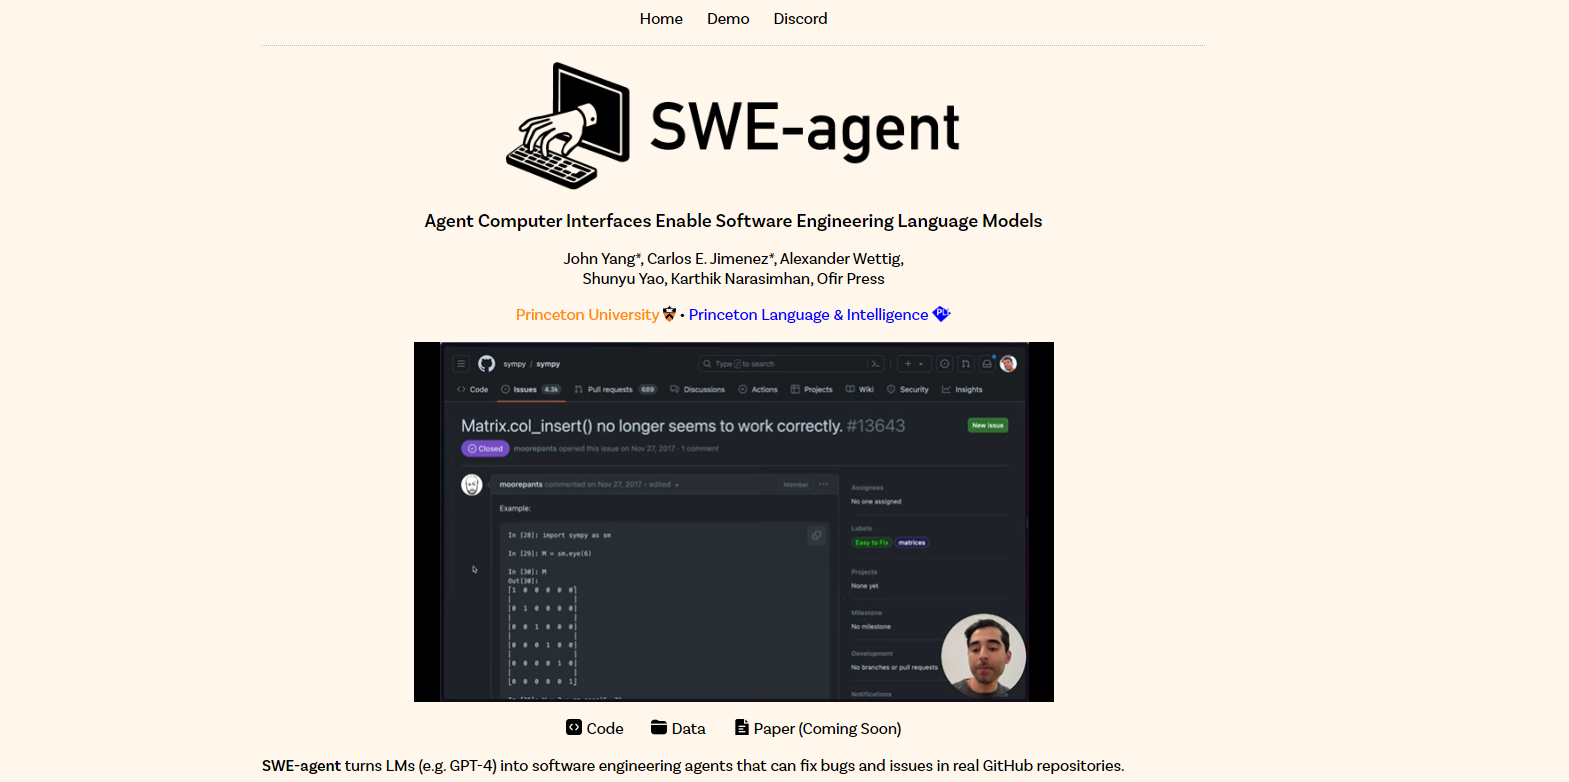 Home Demo Discord
SWE-agent
Agent Computer Interfaces Enable Software Engineering Language Models
John Yang*, Carlos E. Jimenez*, Alexander Wettig,
Shunyu Yao, Karthik Narasimhan, Ofir Press
Princeton University • Princeton Language & Intelligence
sympy / sympy
Type / to search
Code Issues 4.3k Pull requests 689 Discussions Actions Projects Wiki Security Insights
Matrix.col_insert() no longer seems to work correctly. #13643
New issue
Closed moorepants opened this issue on Nov 27, 2017 · 1 comment
moorepants commented on Nov 27, 2017 · edited
Member
Example:
In [28]: import sympy as sm
In [29]: M = sm.eye(6)
In [30]: M
Out[30]:
[1 0 0 0 0 0]
[0 1 0 0 0 0]
[0 0 1 0 0 0]
[0 0 0 1 0 0]
[0 0 0 0 1 0]
[0 0 0 0 0 1]
Assignees
No one assigned
Labels
Easy to Fix matrices
Projects
None yet
Milestone
No milestone
Development
No branches or pull requests
Notifications
Code Data Paper (Coming Soon)
SWE-agent turns LMs (e.g. GPT-4) into software engineering agents that can fix bugs and issues in real GitHub repositories.